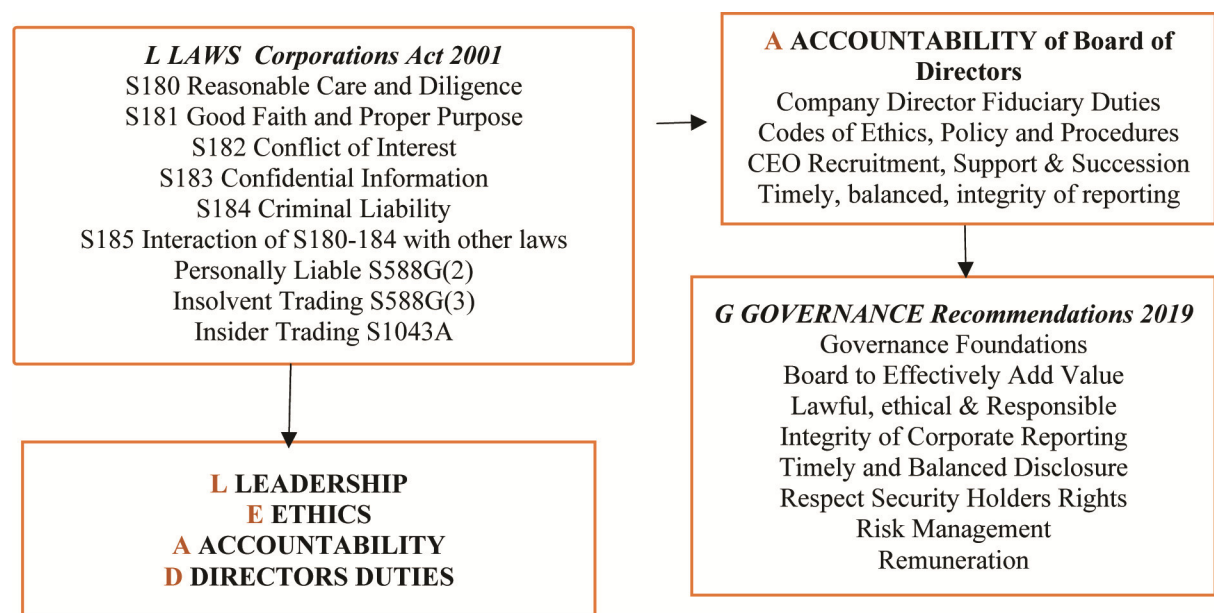 L LAWS Corporations Act 2001
S180 Reasonable Care and Diligence
S181 Good Faith and Proper Purpose
S182 Conflict of Interest
S183 Confidential Information
S184 Criminal Liability
S185 Interaction of S180-184 with other laws
Personally Liable S588G(2)
Insolvent Trading S588G(3)
Insider Trading S1043A
A ACCOUNTABILITY of Board of
Directors
Company Director Fiduciary Duties
Codes of Ethics, Policy and Procedures
CEO Recruitment, Support & Succession
Timely, balanced, integrity of reporting
G GOVERNANCE Recommendations 2019
Governance Foundations
Board to Effectively Add Value
Lawful, ethical & Responsible
Integrity of Corporate Reporting
Timely and Balanced Disclosure
Respect Security Holders Rights
Risk Management
Remuneration
L LEADERSHIP
E ETHICS
A ACCOUNTABILITY
D DIRECTORS DUTIES